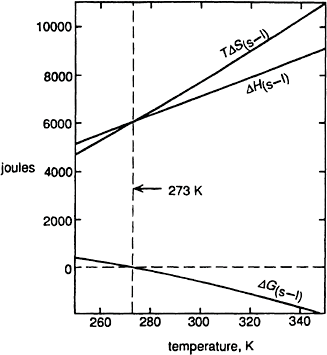 10000
8000
6000
4000
2000
0
joules
TΔS(s–l)
ΔH(s–l)
273 K
ΔG(s–l)
260 280 300 320 340
temperature, K